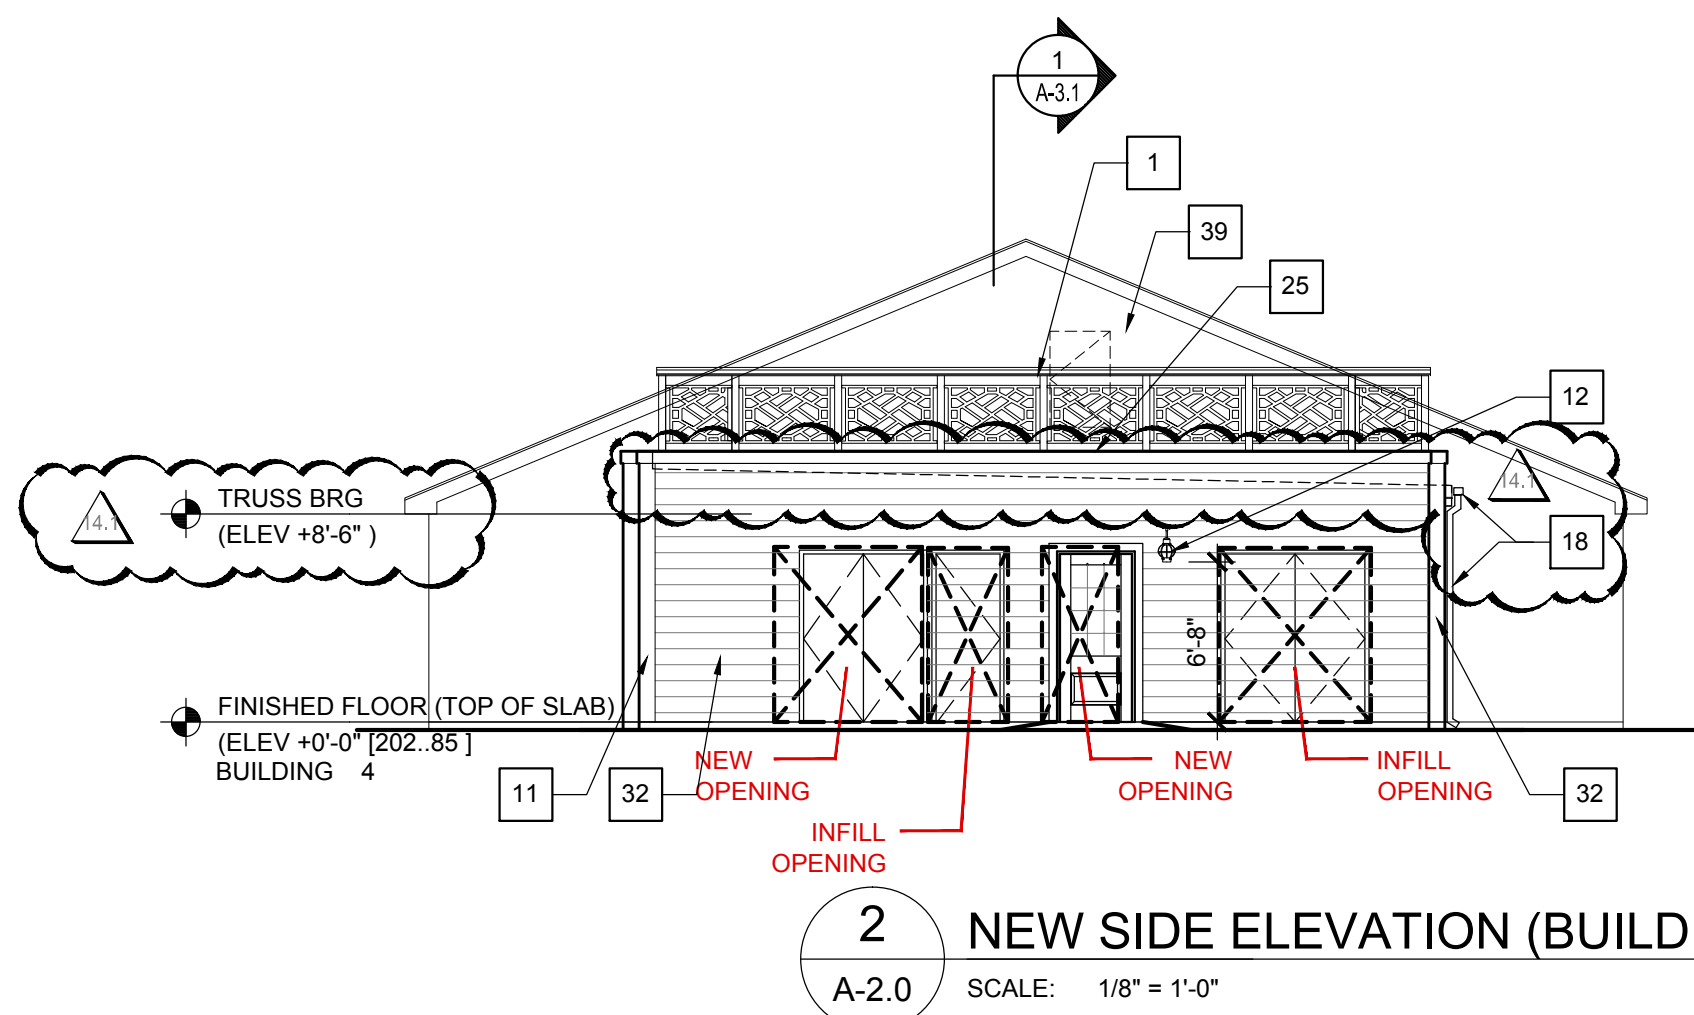 1
A-3.1
1
39
25
12
14.1
TRUSS BRG
(ELEV +8'-6" )
14.1
18
6'-8"
FINISHED FLOOR (TOP OF SLAB)
(ELEV +0'-0" [202..85 ]
BUILDING 4
NEW
OPENING
NEW
OPENING
INFILL
OPENING
11
32
32
INFILL
OPENING
2
A-2.0
NEW SIDE ELEVATION (BUILD
SCALE: 1/8" = 1'-0"